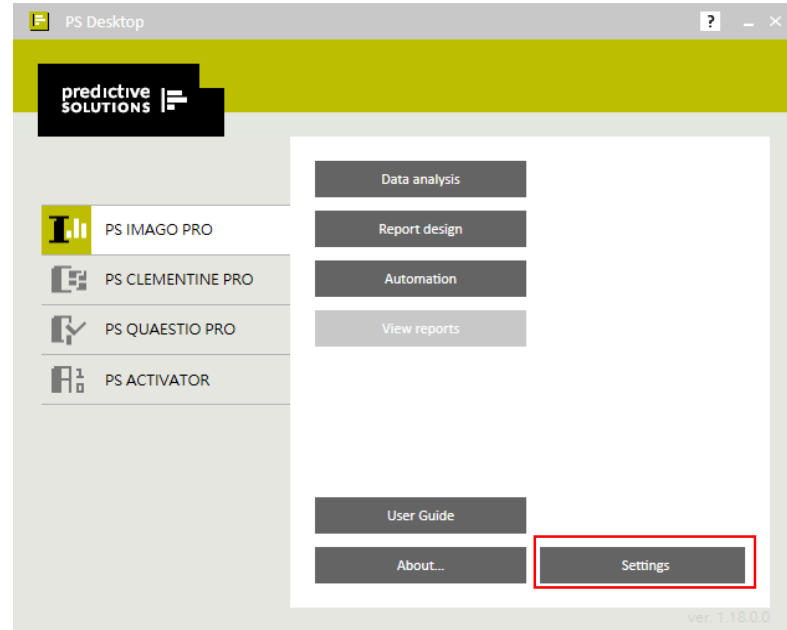 PS Desktop
?
predictive
SOLUTIONS
Data analysis
PS IMAGO PRO
Report design
PS CLEMENTINE PRO
Automation
PS QUAESTIO PRO
View reports
PS ACTIVATOR
User Guide
About...
Settings
ver. 1.18.0.0